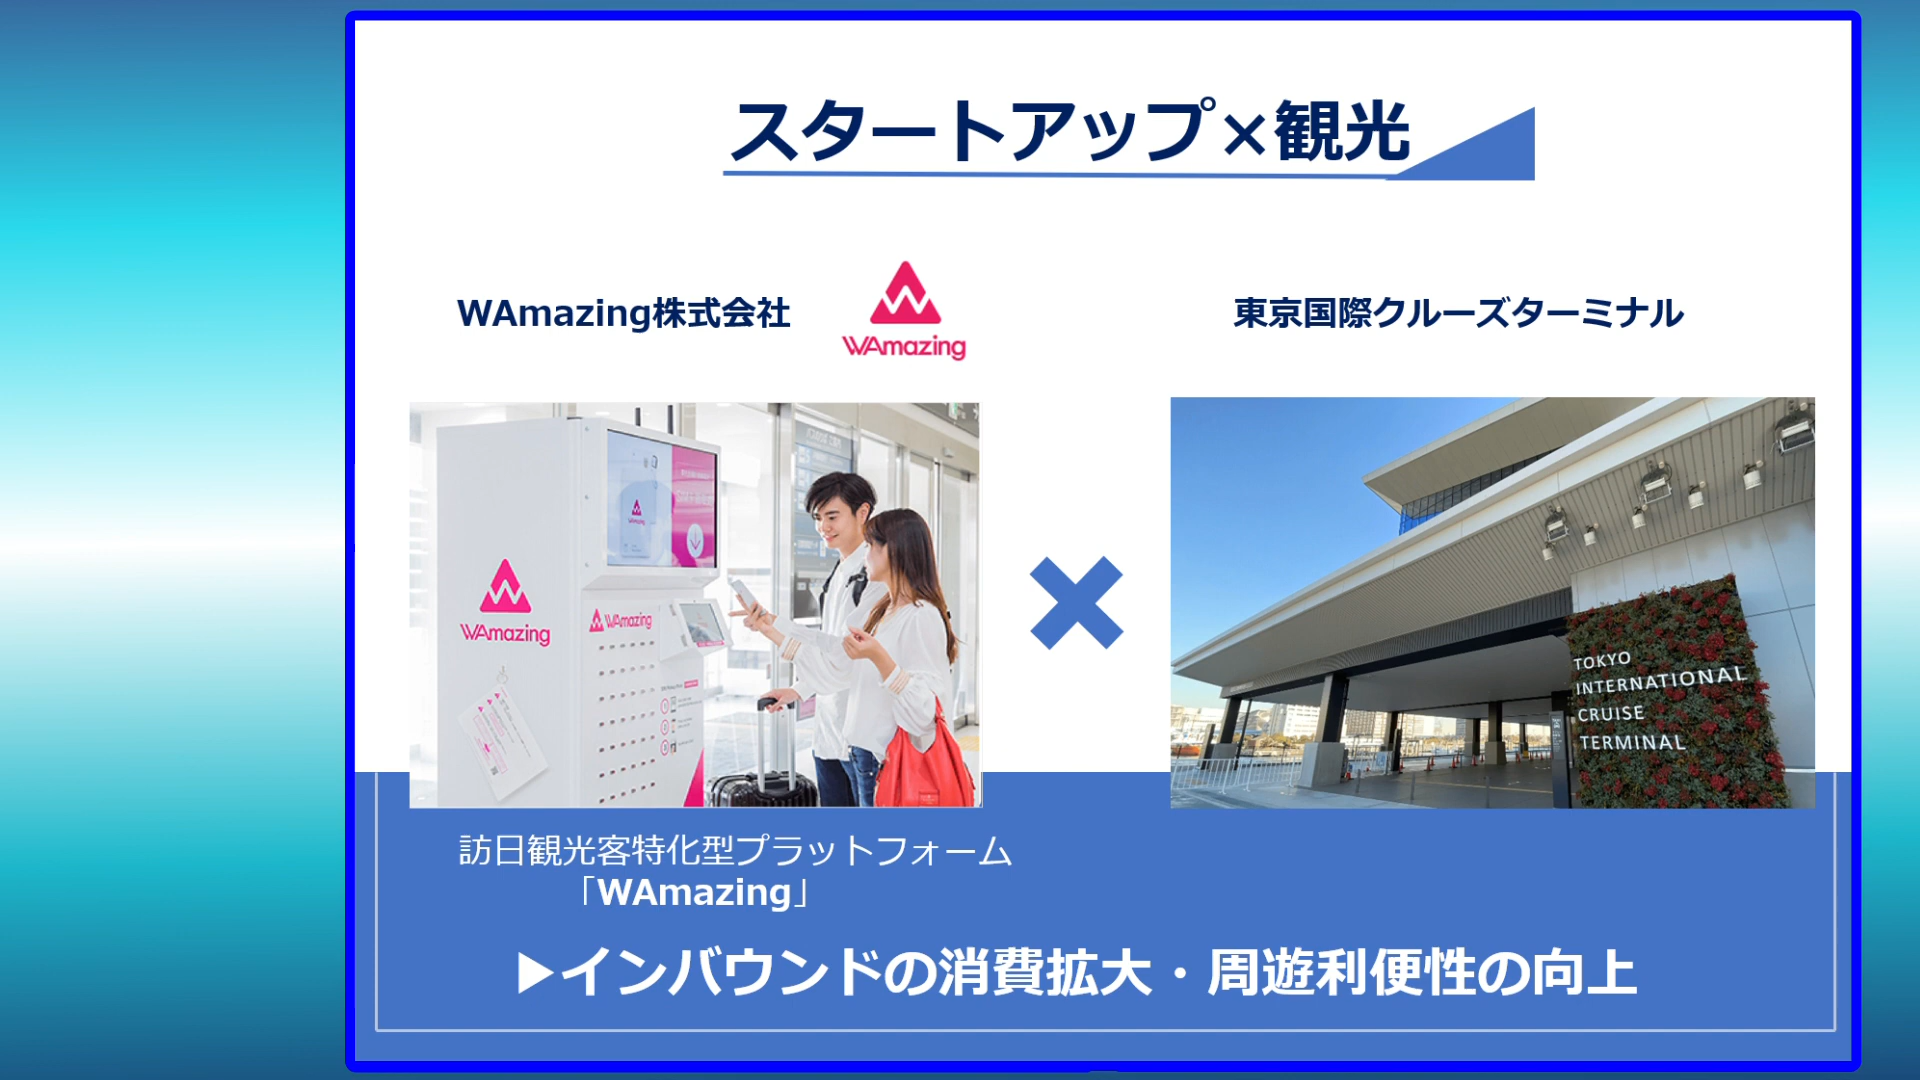 スタートアップ×観光
WAmazing株式会社
WAmazing
東京国際クルーズターミナル
WAmazing
WAmazing
TOKYO
INTERNATIONAL
CRUISE
TERMINAL
訪日観光客特化型プラットフォーム
「WAmazing」
▶インバウンドの消費拡大・周遊利便性の向上